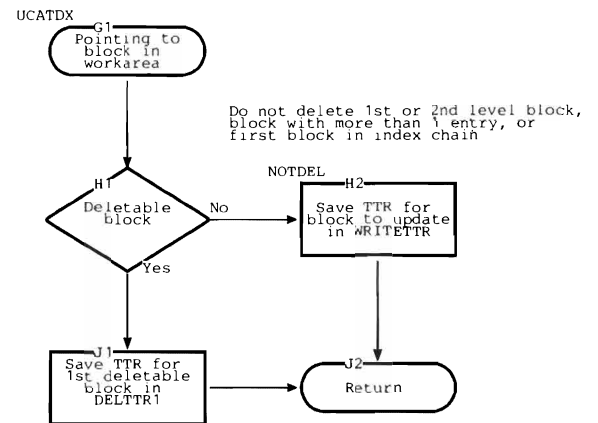 UCATDX
G1
Pointing to
block in
workarea
Do not delete 1st or 2nd level block,
block with more than 1 entry, or
first block in index chain
H1
Deletable
block
No
Yes
NOTDEL
H2
Save TTR for
block to update
in WRITETTR
J1
Save TTR for
1st deletable
block in
DELTTR1
J2
Return